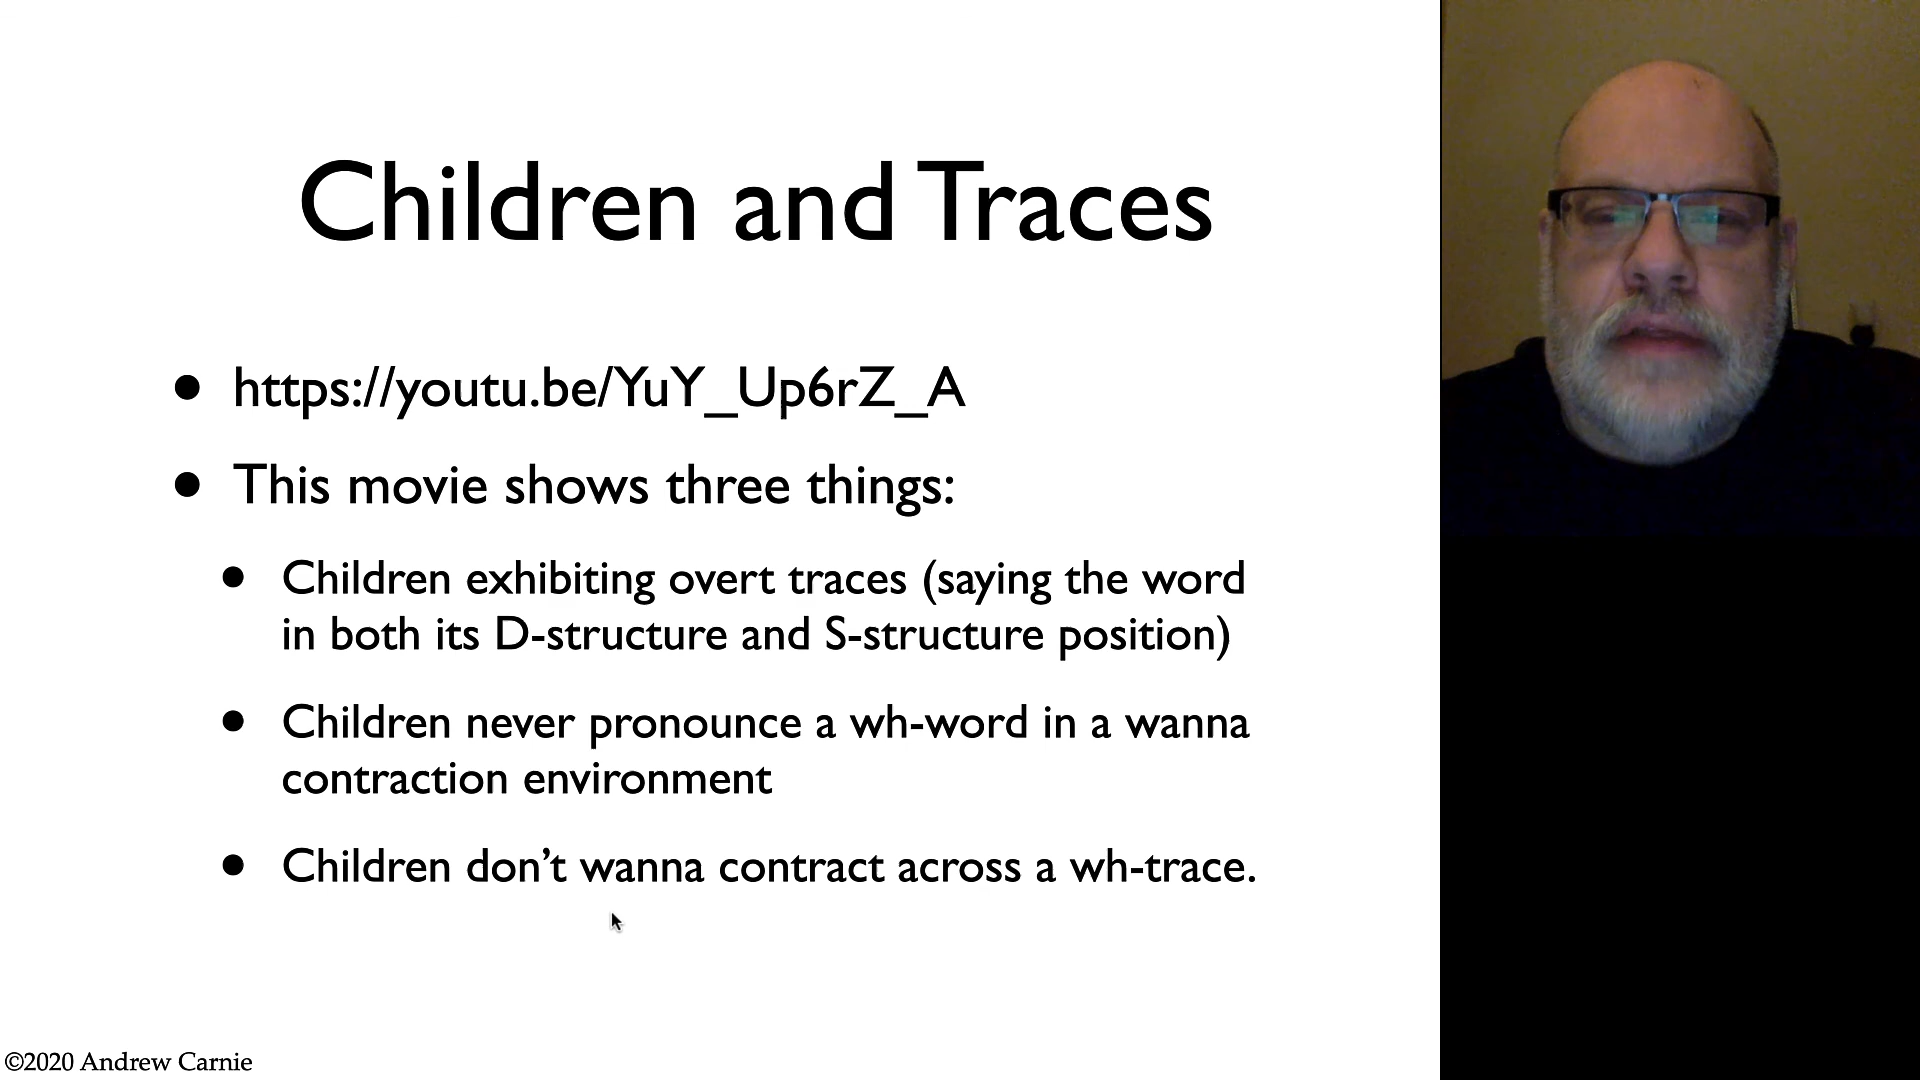 Children and Traces
• https://youtu.be/YuY_Up6rZ_A
• This movie shows three things:
• Children exhibiting overt traces (saying the word
in both its D-structure and S-structure position)
• Children never pronounce a wh-word in a wanna
contraction environment
• Children don’t wanna contract across a wh-trace.
©2020 Andrew Carnie